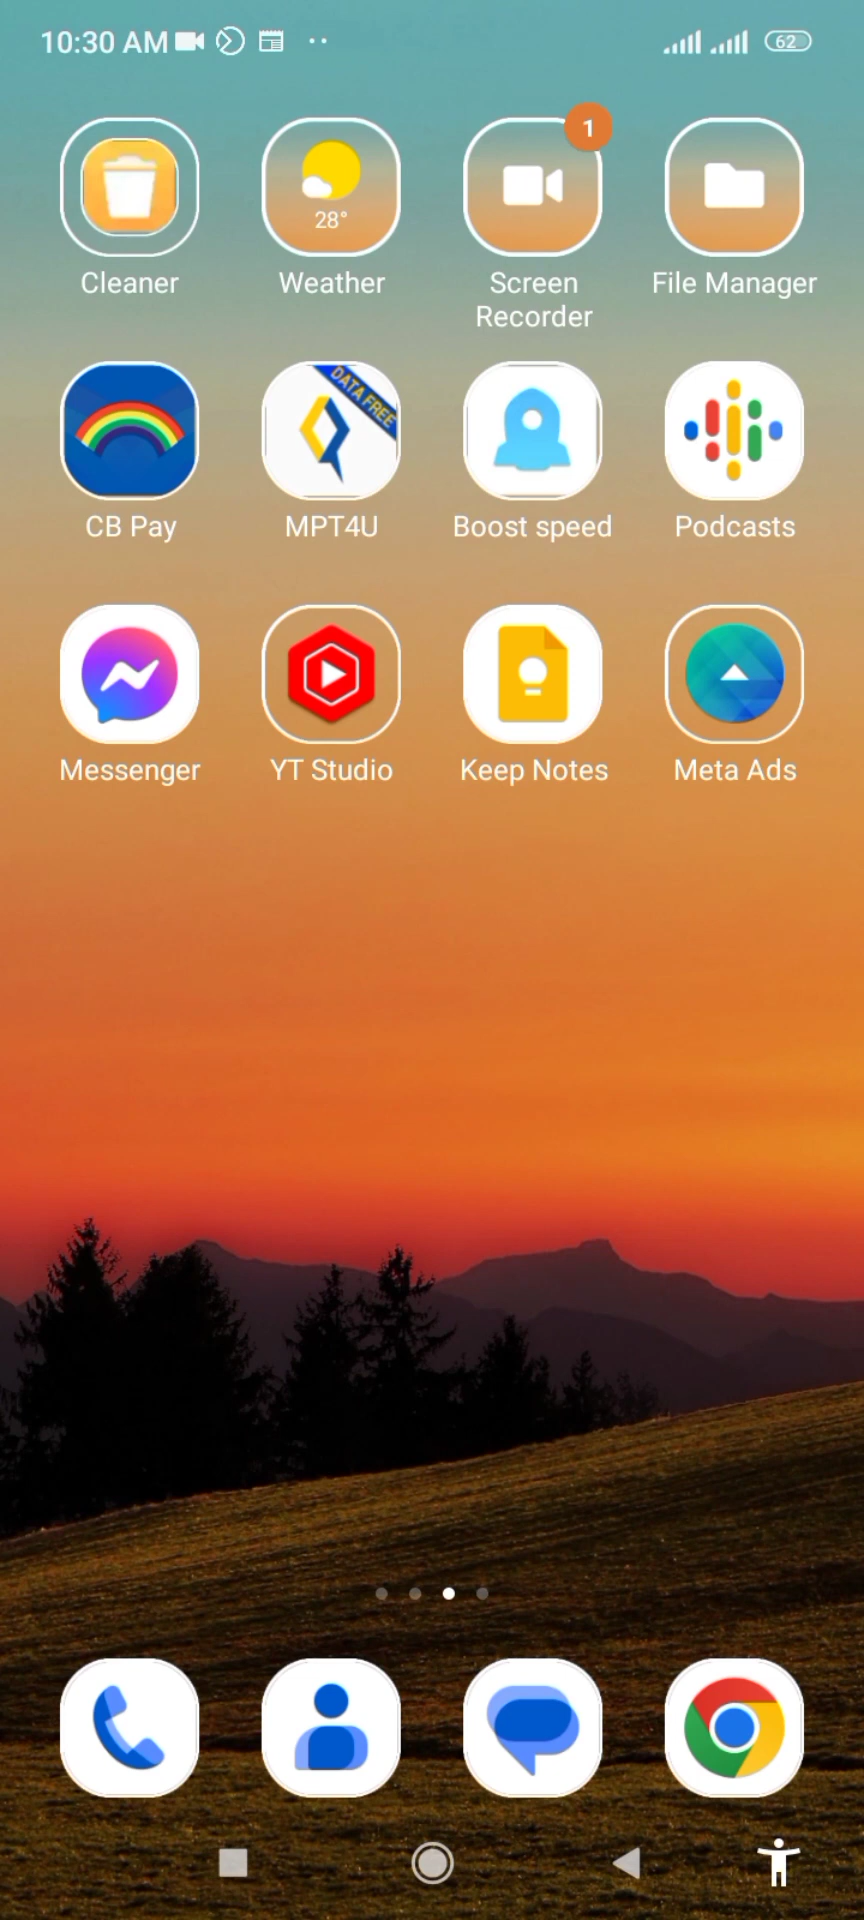 10:30 AM
62
1
28°
Cleaner
Weather
Screen
Recorder
File Manager
DATA FREE
CB Pay
MPT4U
Boost speed
Podcasts
Messenger
YT Studio
Keep Notes
Meta Ads